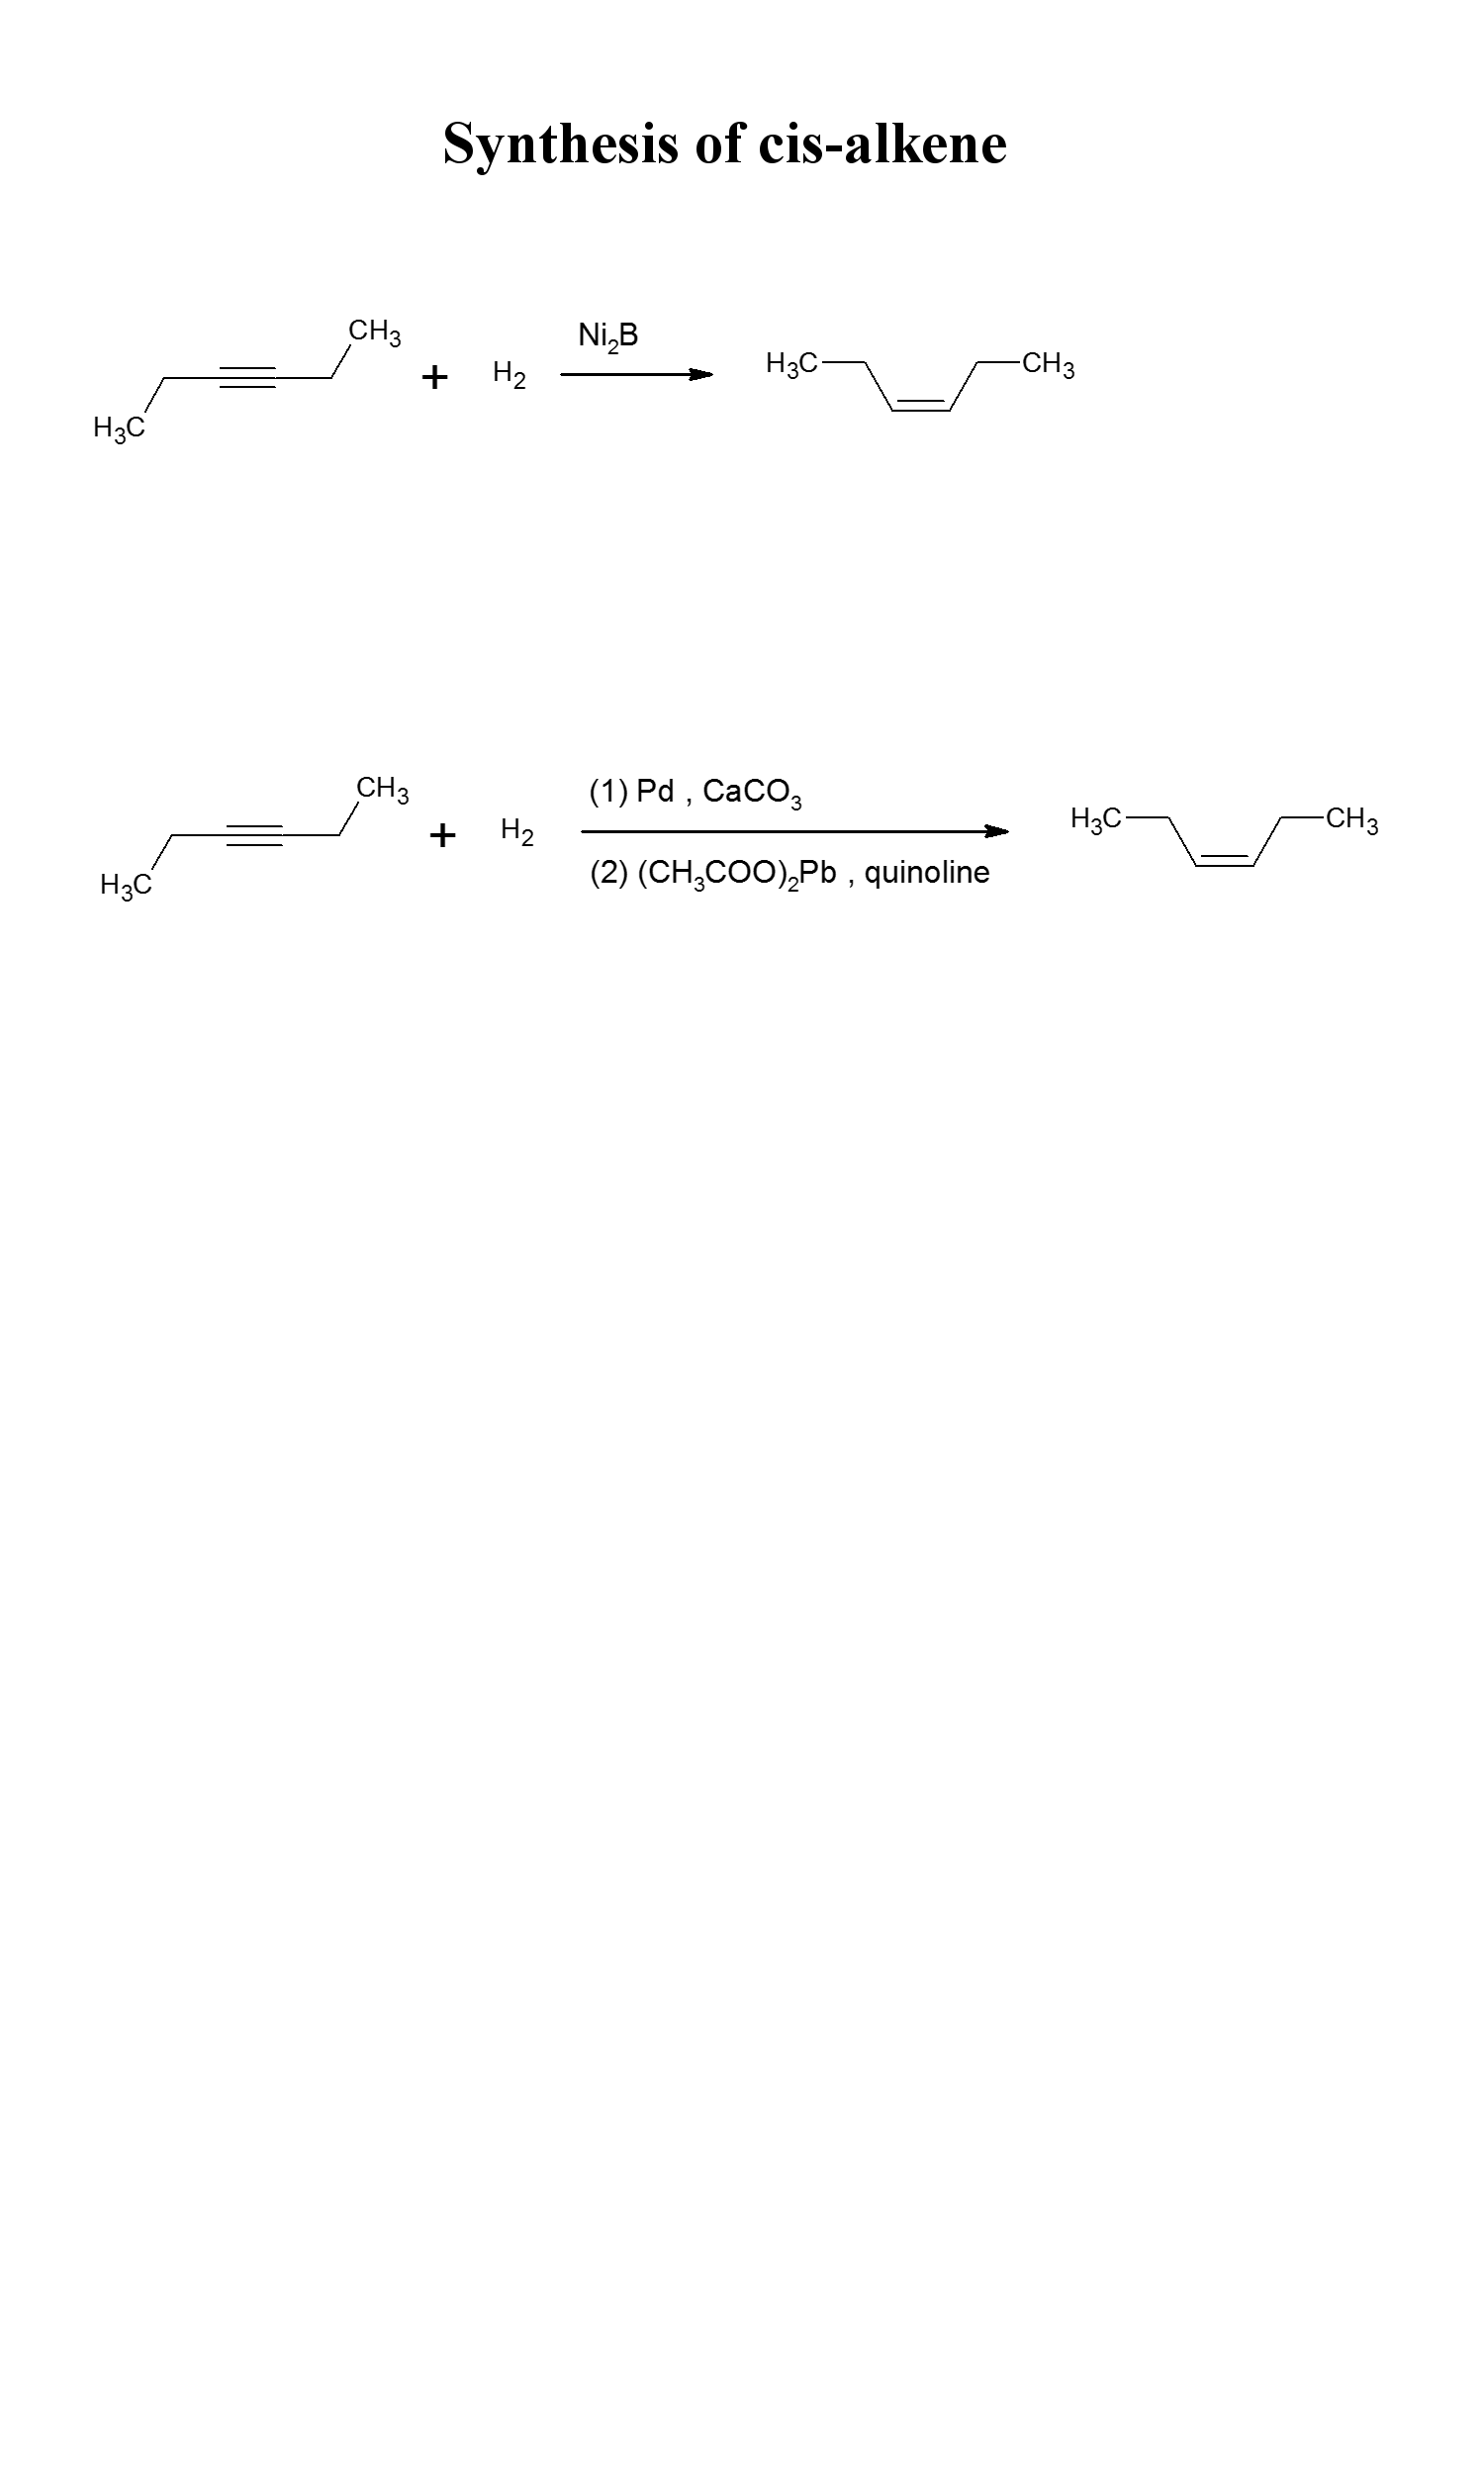 Synthesis of cis-alkene
CH3
H3C
+ H2
Ni2B
H3C CH3
CH3
H3C
+ H2
(1) Pd , CaCO3
(2) (CH3COO)2Pb , quinoline
H3C CH3